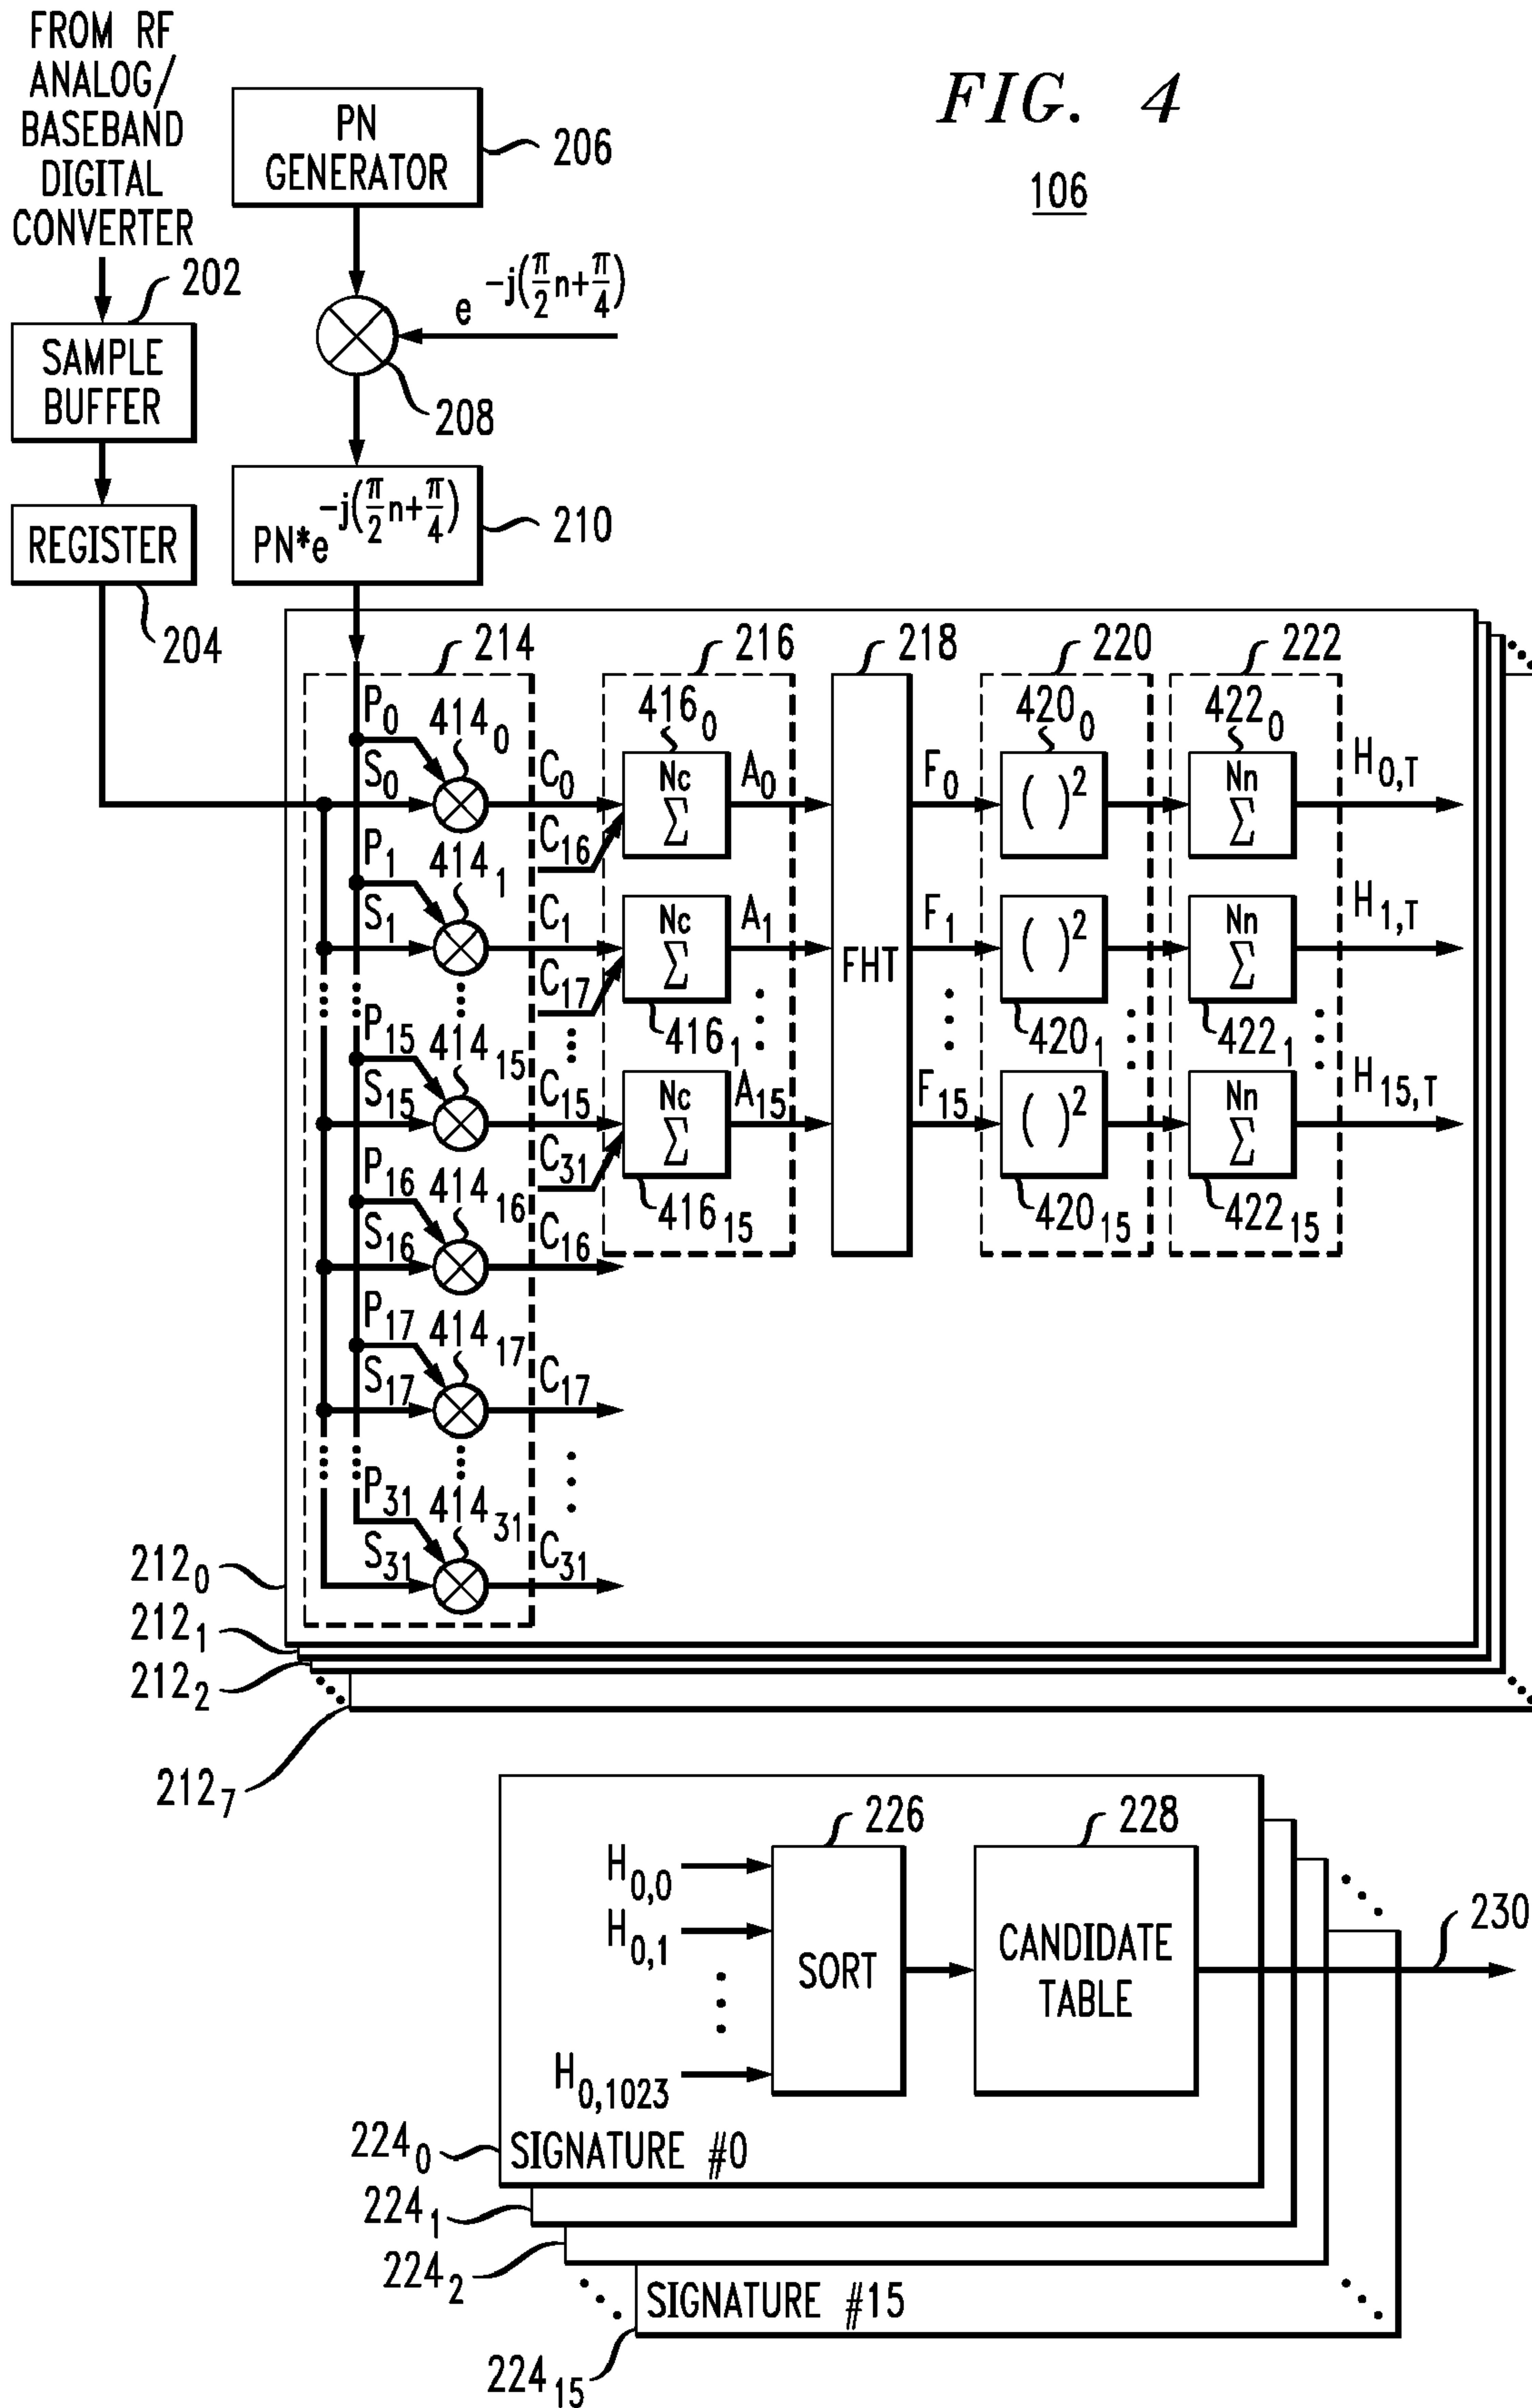 FROM RF
ANALOG/
BASEBAND
DIGITAL
CONVERTER
FIG. 4
106
PN
GENERATOR
206
202
e^{-j(π/2 n+π/4)}
SAMPLE
BUFFER
208
REGISTER
204
PN*e^{-j(π/2 n+π/4)}
210
214
216
218
220
222
P₀
414₀
S₀
C₀
C₁₆
416₀
Nc
Σ
A₀
F₀
420₀
( )²
422₀
Nn
Σ
H₀,T
P₁
414₁
S₁
C₁
C₁₇
Nc
Σ
416₁
A₁
FHT
F₁
( )²
420₁
Nn
Σ
422₁
H₁,T
P₁₅
414₁₅
S₁₅
C₁₅
C₃₁
Nc
Σ
416₁₅
A₁₅
F₁₅
( )²
420₁₅
Nn
Σ
422₁₅
H₁₅,T
P₁₆
414₁₆
S₁₆
C₁₆
P₁₇
414₁₇
S₁₇
C₁₇
P₃₁
414₃₁
S₃₁
C₃₁
212₀
212₁
212₂
212₇
226
228
H₀,₀
H₀,₁
H₀,₁₀₂₃
SORT
CANDIDATE
TABLE
230
224₀
SIGNATURE #0
224₁
224₂
SIGNATURE #15
224₁₅